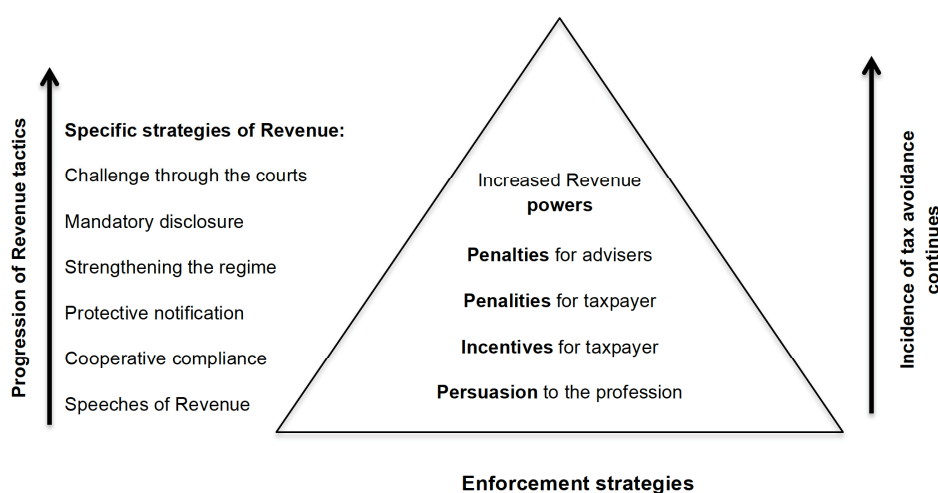 Progression of Revenue tactics
Specific strategies of Revenue:
Challenge through the courts
Mandatory disclosure
Strengthening the regime
Protective notification
Cooperative compliance
Speeches of Revenue
Increased Revenue
powers
Penalties for advisers
Penalities for taxpayer
Incentives for taxpayer
Persuasion to the profession
Incidence of tax avoidance
continues
Enforcement strategies